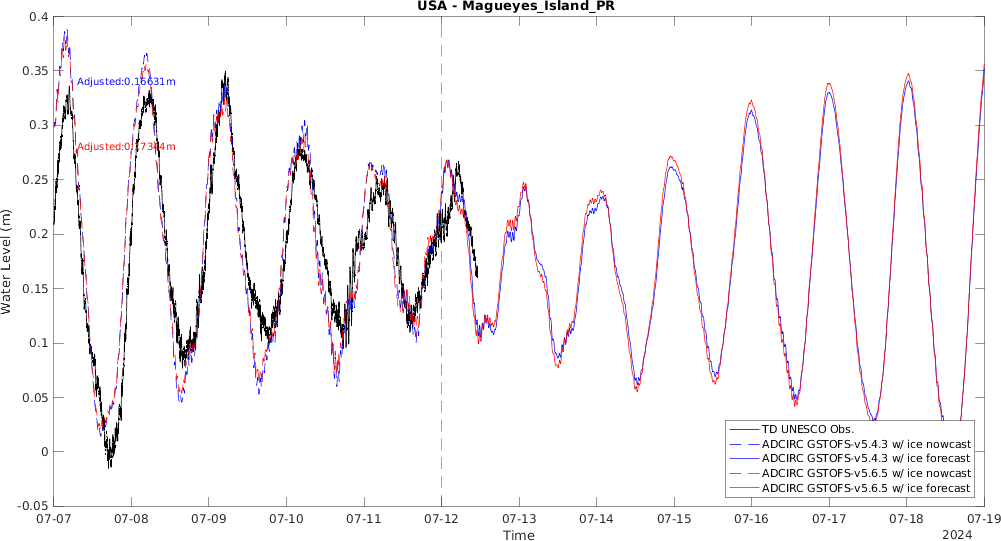 USA - Magueyes_Island_PR
0.4
0.35
0.3
0.25
0.2
0.15
0.1
0.05
0
-0.05
Water Level (m)
Adjusted:0.16631m
Adjusted:0.17364m
TD UNESCO Obs.
ADCIRC GSTOFS-v5.4.3 w/ ice nowcast
ADCIRC GSTOFS-v5.4.3 w/ ice forecast
ADCIRC GSTOFS-v5.6.5 w/ ice nowcast
ADCIRC GSTOFS-v5.6.5 w/ ice forecast
07-07 07-08 07-09 07-10 07-11 07-12 07-13 07-14 07-15 07-16 07-17 07-18 07-19
Time
2024